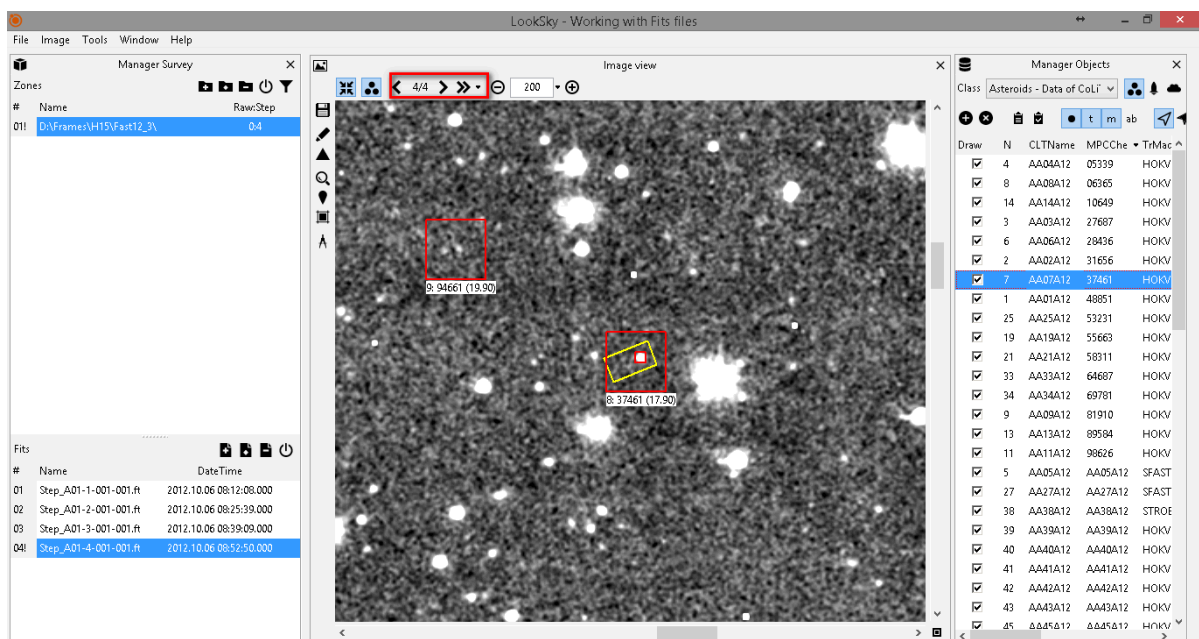 LookSky - Working with Fits files
File Image Tools Window Help
Manager Survey
Zones
# Name Raw:Step
01! D:\Frames\H15\Fast12_3\ 0:4
Fits
# Name DateTime
01 Step_A01-1-001-001.ft 2012.10.06 08:12:08.000
02 Step_A01-2-001-001.ft 2012.10.06 08:25:39.000
03 Step_A01-3-001-001.ft 2012.10.06 08:39:09.000
04! Step_A01-4-001-001.ft 2012.10.06 08:52:50.000
Image view
4/4 200
9: 94661 (19.90)
8: 37461 (17.90)
Manager Objects
Class Asteroids - Data of CoLiT
t m ab
Draw N CLTName MPCChe TrMac
4 AA04A12 05339 HOKV
8 AA08A12 06365 HOKV
14 AA14A12 10649 HOKV
3 AA03A12 27687 HOKV
6 AA06A12 28436 HOKV
2 AA02A12 31656 HOKV
7 AA07A12 37461 HOKV
1 AA01A12 48851 HOKV
25 AA25A12 53231 HOKV
19 AA19A12 55663 HOKV
21 AA21A12 58311 HOKV
33 AA33A12 64687 HOKV
34 AA34A12 69781 HOKV
9 AA09A12 81910 HOKV
13 AA13A12 89584 HOKV
11 AA11A12 98626 HOKV
5 AA05A12 AA05A12 SFAST
27 AA27A12 AA27A12 SFAST
38 AA38A12 AA38A12 STROE
39 AA39A12 AA39A12 HOKV
40 AA40A12 AA40A12 HOKV
41 AA41A12 AA41A12 HOKV
42 AA42A12 AA42A12 HOKV
43 AA43A12 AA43A12 HOKV
45 AA45A12 AA45A12 HOKV